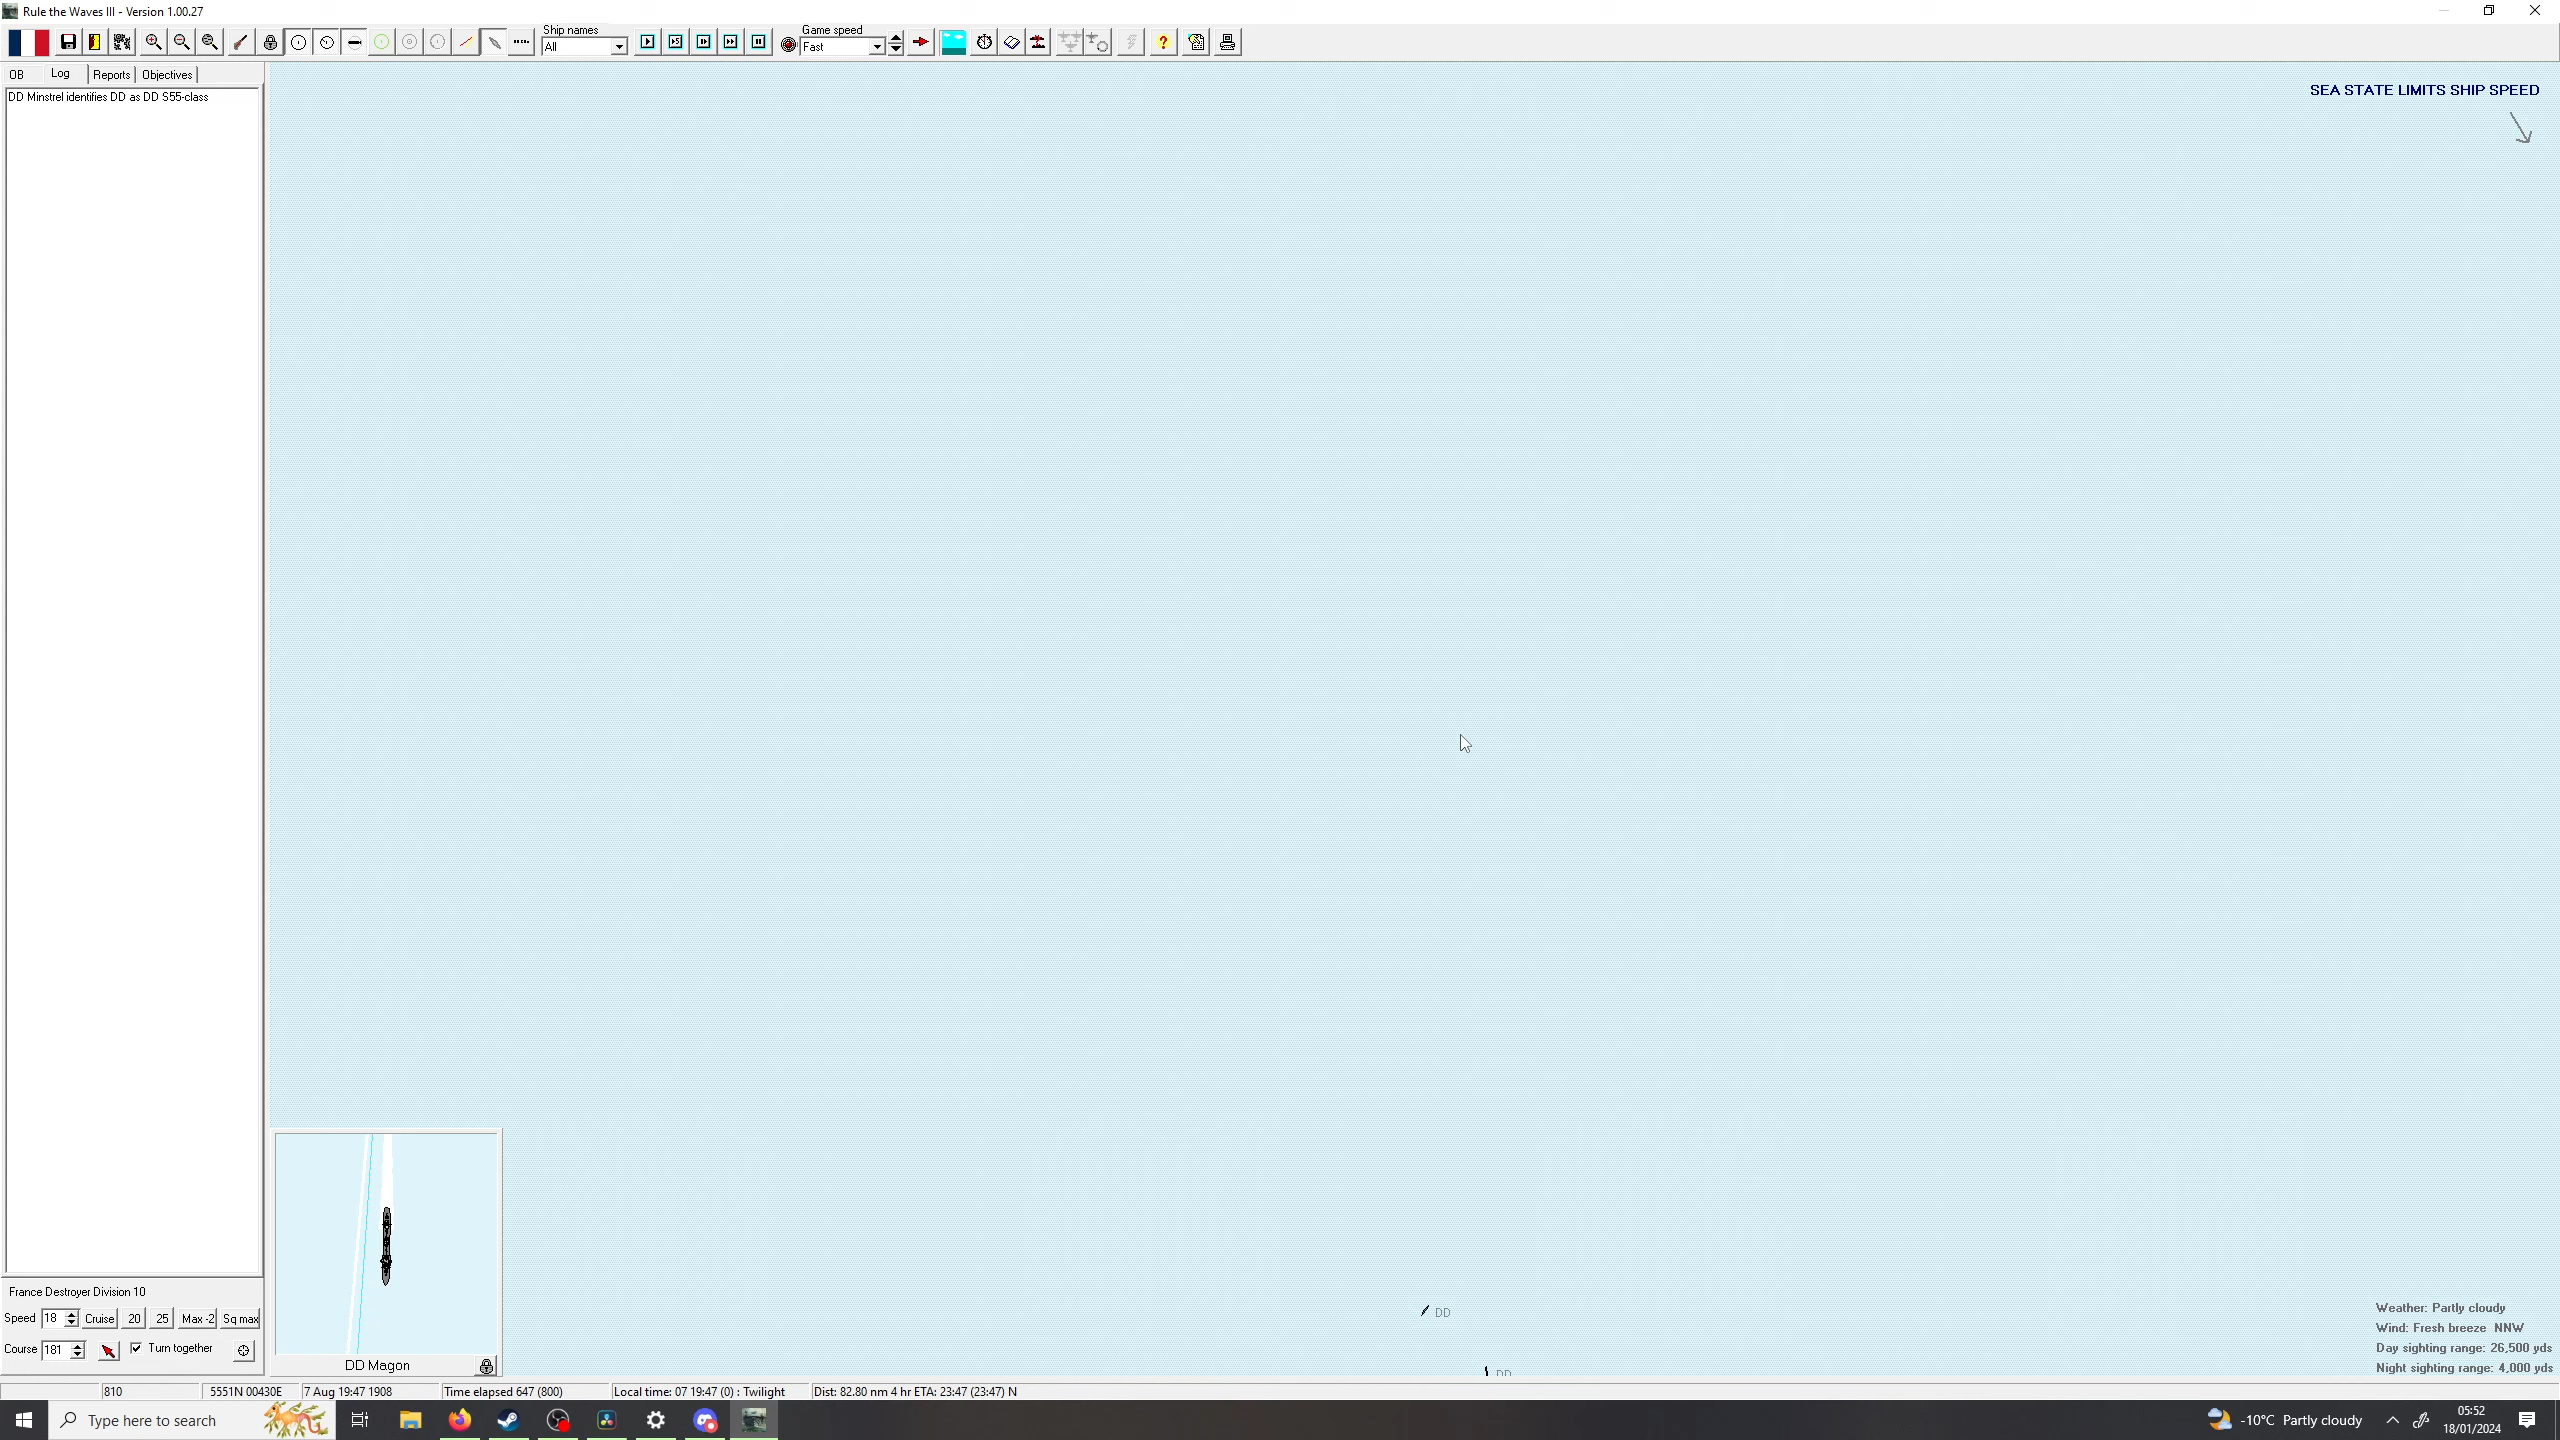 Rule the Waves III - Version 1.00.27
Ship names
All
Game speed
Fast
OB
Log
Reports
Objectives
DD Minstrel identifies DD as DD S55-class
SEA STATE LIMITS SHIP SPEED
DD
DD
DD Magon
France Destroyer Division 10
Speed 18 Cruise 20 25 Max -2 Sq max
Course 181 Turn together
Weather: Partly cloudy
Wind: Fresh breeze NNW
Day sighting range: 26,500 yds
Night sighting range: 4,000 yds
810
5551N 00430E
7 Aug 19:47 1908
Time elapsed 647 (800)
Local time: 07 19:47 (0) : Twilight
Dist: 82.80 nm 4 hr ETA: 23:47 (23:47) N
Type here to search
-10°C Partly cloudy
05:52
18/01/2024